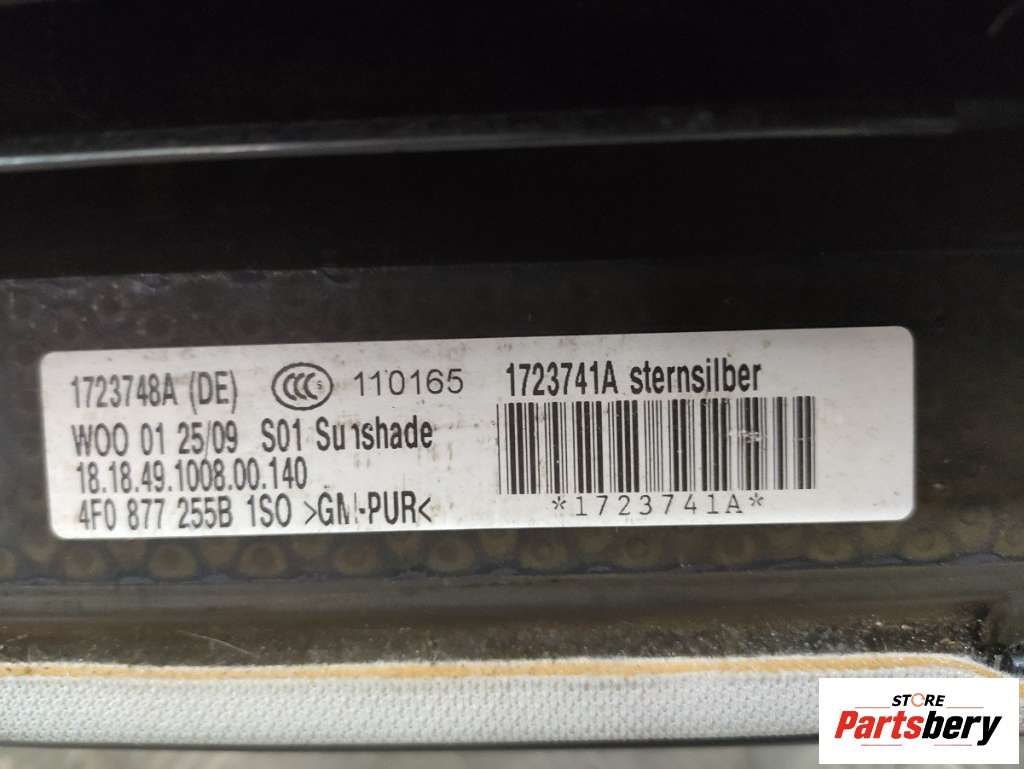 1723748A (DE) CCC S 110165 1723741A sternsilber
WOO 01 25/09 S01 Sunshade
18.18.49.1008.00.140
4F0 877 255B 1SO >GM-PUR< *1723741A*
STORE
Partsbery